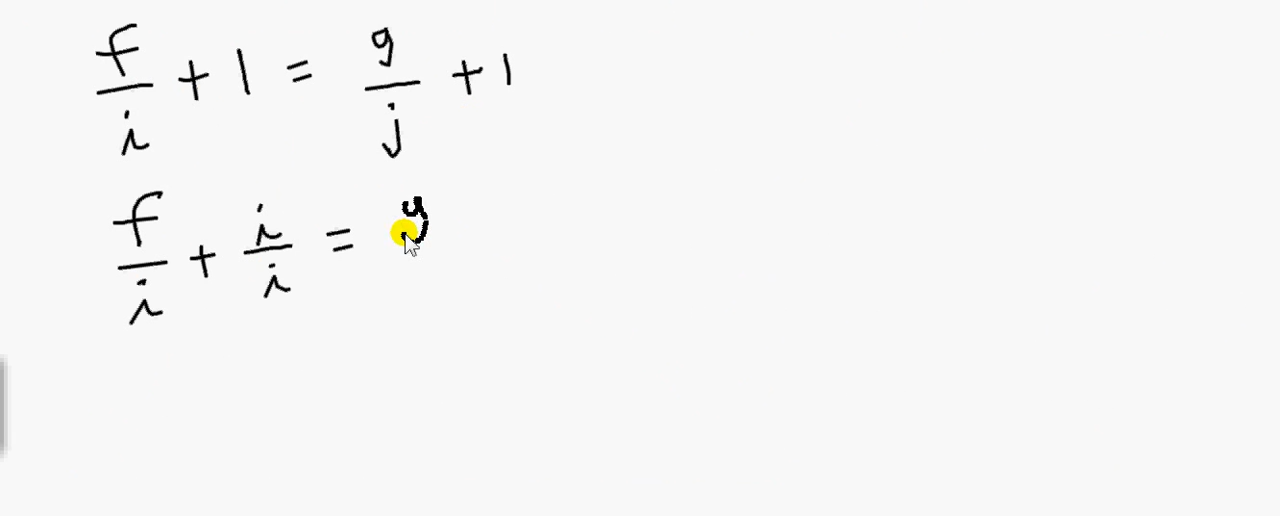 f/i + 1 = g/j + 1
f/i + i/i =